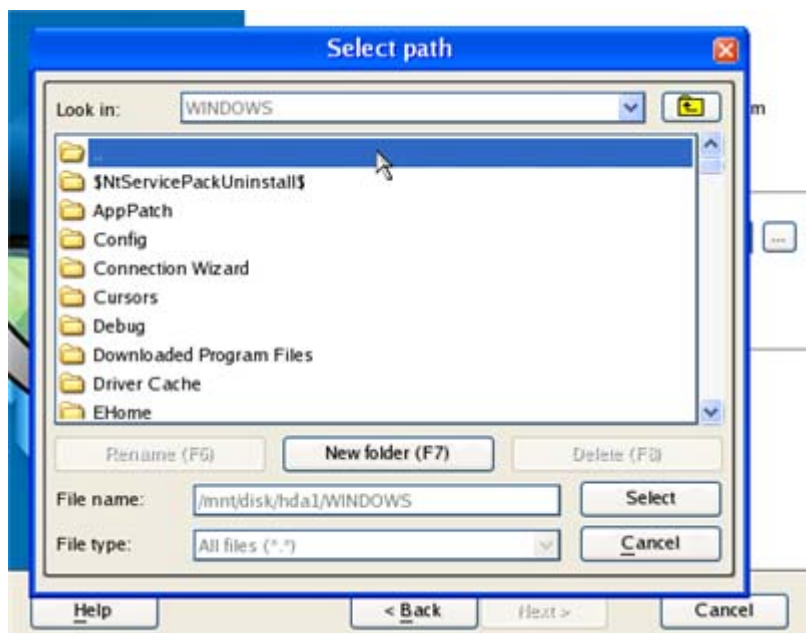 Select path
m
Look in:
WINDOWS
..
$NtServicePackUninstall$
AppPatch
Config
Connection Wizard
Cursors
Debug
Downloaded Program Files
Driver Cache
EHome
Rename (F6)
New folder (F7)
Delete (F8)
File name:
/mnt/disk/hda1/WINDOWS
Select
File type:
All files (*.*)
Cancel
...
Help
< Back
Next >
Cancel